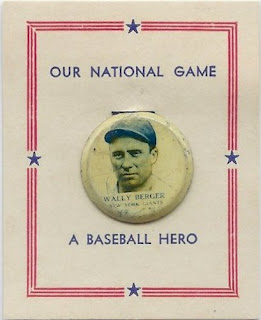 OUR NATIONAL GAME
WALLY BERGER
NEW YORK GIANTS
A BASEBALL HERO